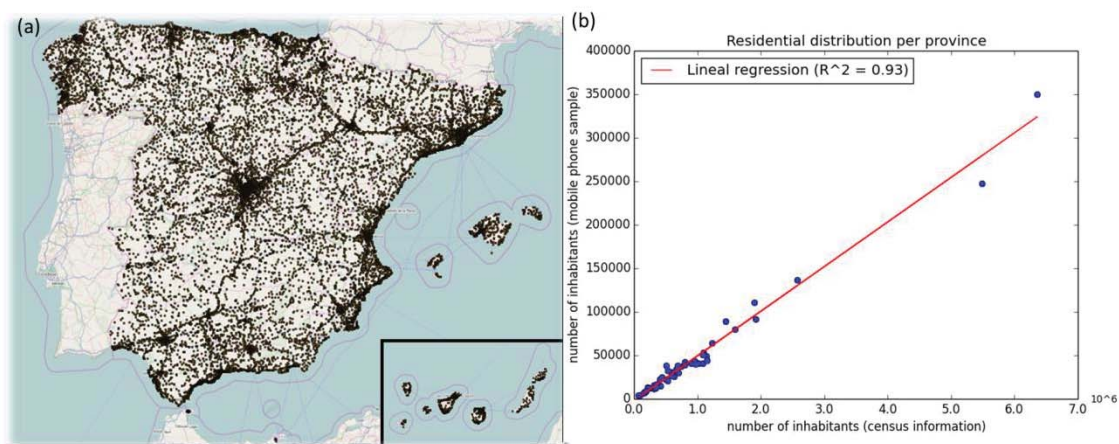 (a)
(b)
Residential distribution per province
Lineal regression (R^2 = 0.93)
number of inhabitants (mobile phone sample)
400000
350000
300000
250000
200000
150000
100000
50000
0
0.0 1.0 2.0 3.0 4.0 5.0 6.0 7.0
10^6
number of inhabitants (census information)